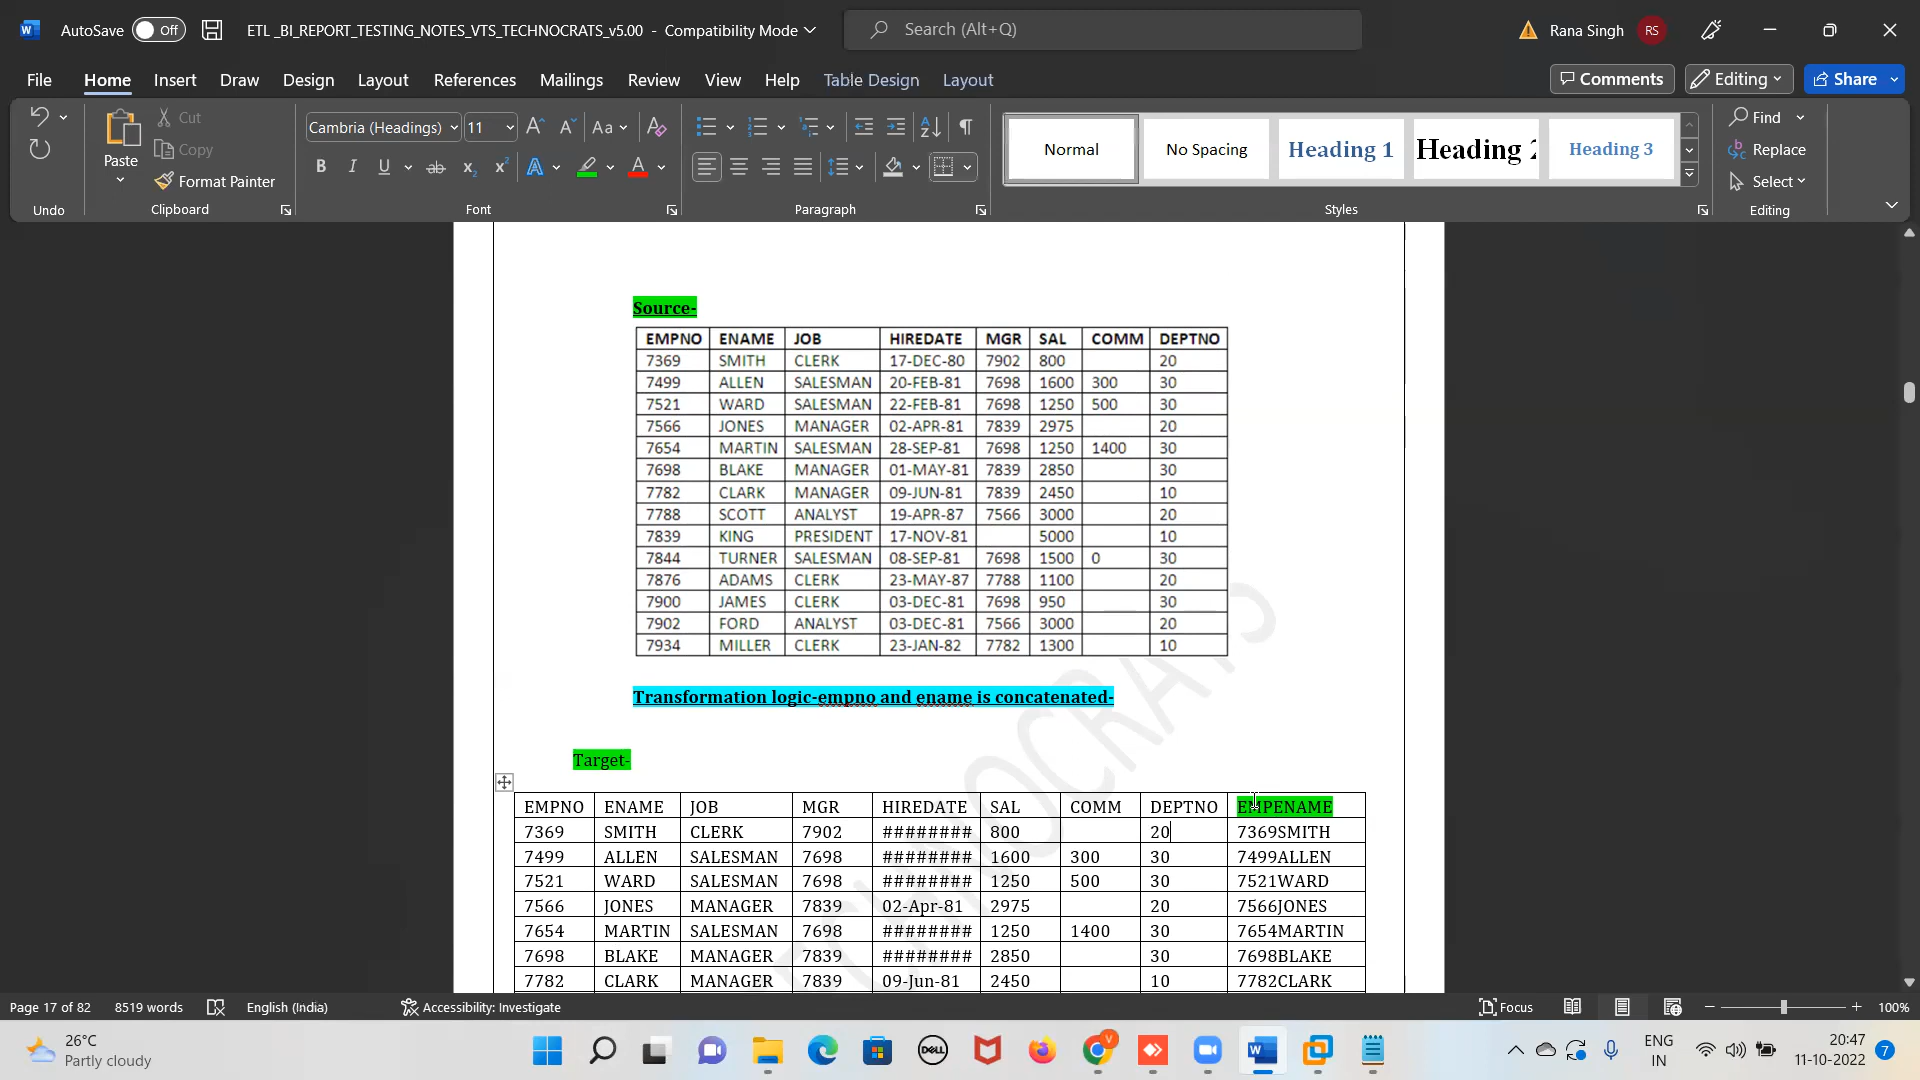 AutoSave Off ETL _BI_REPORT_TESTING_NOTES_VTS_TECHNOCRATS_v5.00 - Compatibility Mode Search (Alt+Q) Rana Singh RS
File Home Insert Draw Design Layout References Mailings Review View Help Table Design Layout Comments Editing Share
Paste Cut Copy Format Painter
Cambria (Headings) 11
Normal No Spacing Heading 1 Heading 2 Heading 3
Find Replace Select
Undo Clipboard Font Paragraph Styles Editing
Source-
EMPNO ENAME JOB HIREDATE MGR SAL COMM DEPTNO
7369 SMITH CLERK 17-DEC-80 7902 800 20
7499 ALLEN SALESMAN 20-FEB-81 7698 1600 300 30
7521 WARD SALESMAN 22-FEB-81 7698 1250 500 30
7566 JONES MANAGER 02-APR-81 7839 2975 20
7654 MARTIN SALESMAN 28-SEP-81 7698 1250 1400 30
7698 BLAKE MANAGER 01-MAY-81 7839 2850 30
7782 CLARK MANAGER 09-JUN-81 7839 2450 10
7788 SCOTT ANALYST 19-APR-87 7566 3000 20
7839 KING PRESIDENT 17-NOV-81 5000 10
7844 TURNER SALESMAN 08-SEP-81 7698 1500 0 30
7876 ADAMS CLERK 23-MAY-87 7788 1100 20
7900 JAMES CLERK 03-DEC-81 7698 950 30
7902 FORD ANALYST 03-DEC-81 7566 3000 20
7934 MILLER CLERK 23-JAN-82 7782 1300 10
Transformation logic-empno and ename is concatenated-
Target-
EMPNO ENAME JOB MGR HIREDATE SAL COMM DEPTNO EMPENAME
7369 SMITH CLERK 7902 ######## 800 20 7369SMITH
7499 ALLEN SALESMAN 7698 ######## 1600 300 30 7499ALLEN
7521 WARD SALESMAN 7698 ######## 1250 500 30 7521WARD
7566 JONES MANAGER 7839 02-Apr-81 2975 20 7566JONES
7654 MARTIN SALESMAN 7698 ######## 1250 1400 30 7654MARTIN
7698 BLAKE MANAGER 7839 ######## 2850 30 7698BLAKE
7782 CLARK MANAGER 7839 09-Jun-81 2450 10 7782CLARK
TECHNOCRATS
Page 17 of 82 8519 words English (India) Accessibility: Investigate Focus 100%
26°C
Partly cloudy
DELL
ENG
IN
20:47
11-10-2022
7